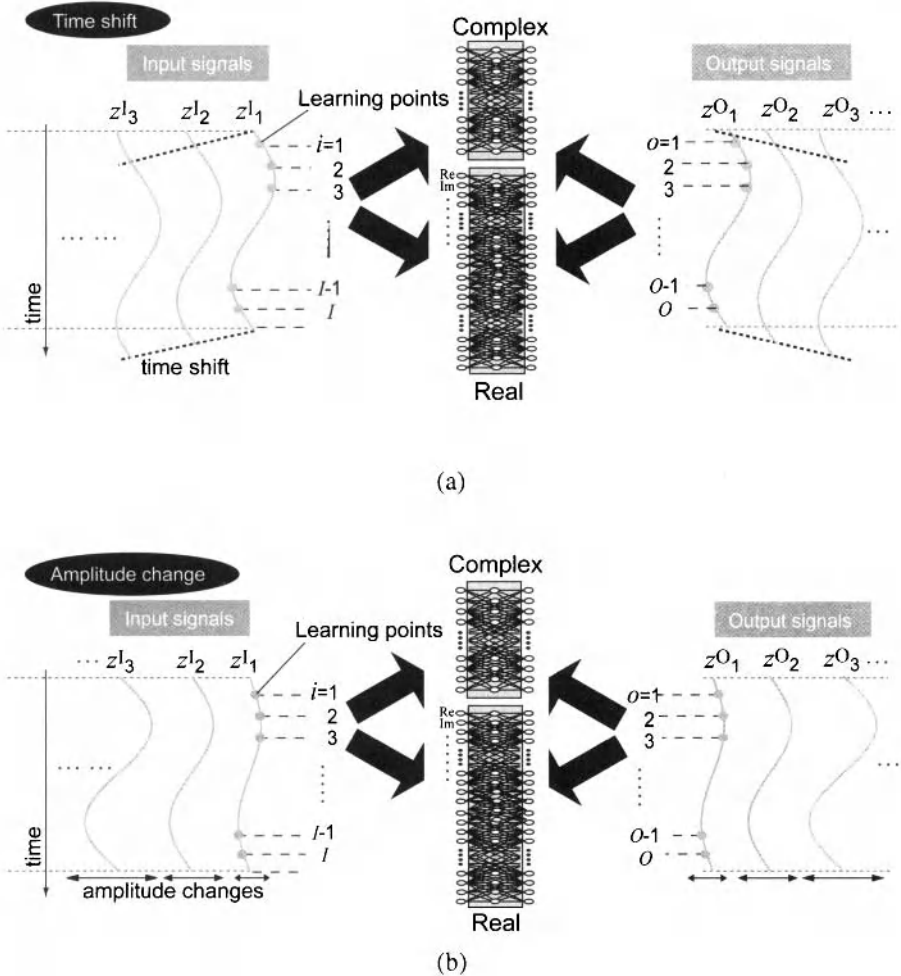 Time shift
Complex
Input signals
Output signals
zI3 zI2 zI1
Learning points
zO1 zO2 zO3 ...
i=1
2
3
I-1
I
Re
Im
o=1
2
3
O-1
O
time
time shift
Real
(a)
Amplitude change
Complex
Input signals
Output signals
... zI3 zI2 zI1
Learning points
zO1 zO2 zO3 ...
i=1
2
3
I-1
I
Re
Im
o=1
2
3
O-1
O
time
amplitude changes
Real
(b)